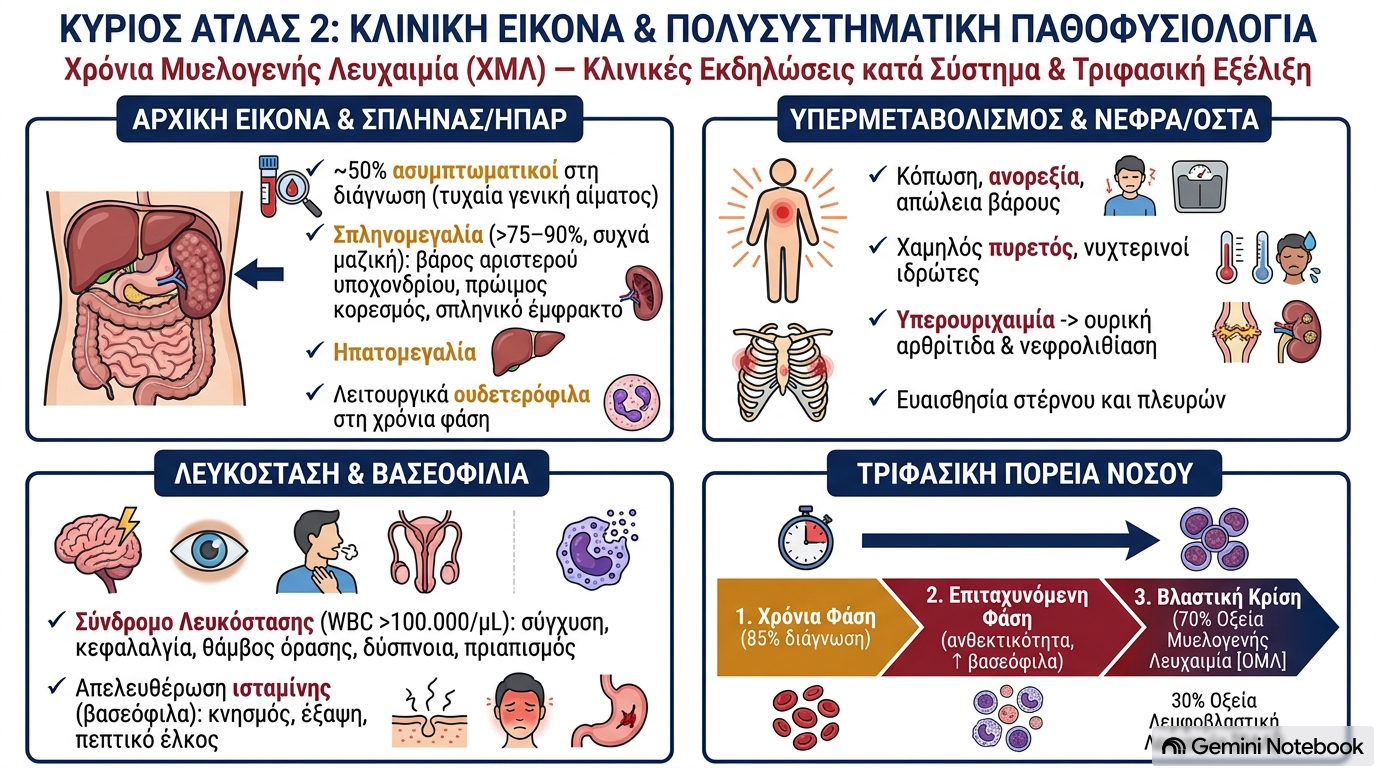 ΚΥΡΙΟΣ ΑΤΛΑΣ 2: ΚΛΙΝΙΚΗ ΕΙΚΟΝΑ & ΠΟΛΥΣΥΣΤΗΜΑΤΙΚΗ ΠΑΘΟΦΥΣΙΟΛΟΓΙΑ
Χρόνια Μυελογενής Λευχαιμία (ΧΜΛ) — Κλινικές Εκδηλώσεις κατά Σύστημα & Τριφασική Εξέλιξη
ΑΡΧΙΚΗ ΕΙΚΟΝΑ & ΣΠΛΗΝΑΣ/ΗΠΑΡ
✓ ~50% ασυμπτωματικοί στη
διάγνωση (τυχαία γενική αίματος)
✓ Σπληνομεγαλία (>75–90%, συχνά
μαζική): βάρος αριστερού
υποχονδρίου, πρώιμος
κορεσμός, σπληνικό έμφρακτο
✓ Ηπατομεγαλία
✓ Λειτουργικά ουδετερόφιλα
στη χρόνια φάση
ΥΠΕΡΜΕΤΑΒΟΛΙΣΜΟΣ & ΝΕΦΡΑ/ΟΣΤΑ
✓ Κόπωση, ανορεξία,
απώλεια βάρους
✓ Χαμηλός πυρετός, νυχτερινοί
ιδρώτες
✓ Υπερουριχαιμία -> ουρική
αρθρίτιδα & νεφρολιθίαση
✓ Ευαισθησία στέρνου και πλευρών
ΛΕΥΚΟΣΤΑΣΗ & ΒΑΣΕΟΦΙΛΙΑ
✓ Σύνδρομο Λευκόστασης (WBC >100.000/μL): σύγχυση,
κεφαλαλγία, θάμβος όρασης, δύσπνοια, πριαπισμός
✓ Απελευθέρωση ισταμίνης
(βασεόφιλα): κνησμός, έξαψη,
πεπτικό έλκος
ΤΡΙΦΑΣΙΚΗ ΠΟΡΕΙΑ ΝΟΣΟΥ
1. Χρόνια Φάση
(85% διάγνωση)
2. Επιταχυνόμενη
Φάση
(ανθεκτικότητα,
↑ βασεόφιλα)
3. Βλαστική Κρίση
(70% Οξεία
Μυελογενής
Λευχαιμία [ΟΜΛ]
30% Οξεία
Λεμφοβλαστική
Gemini Notebook